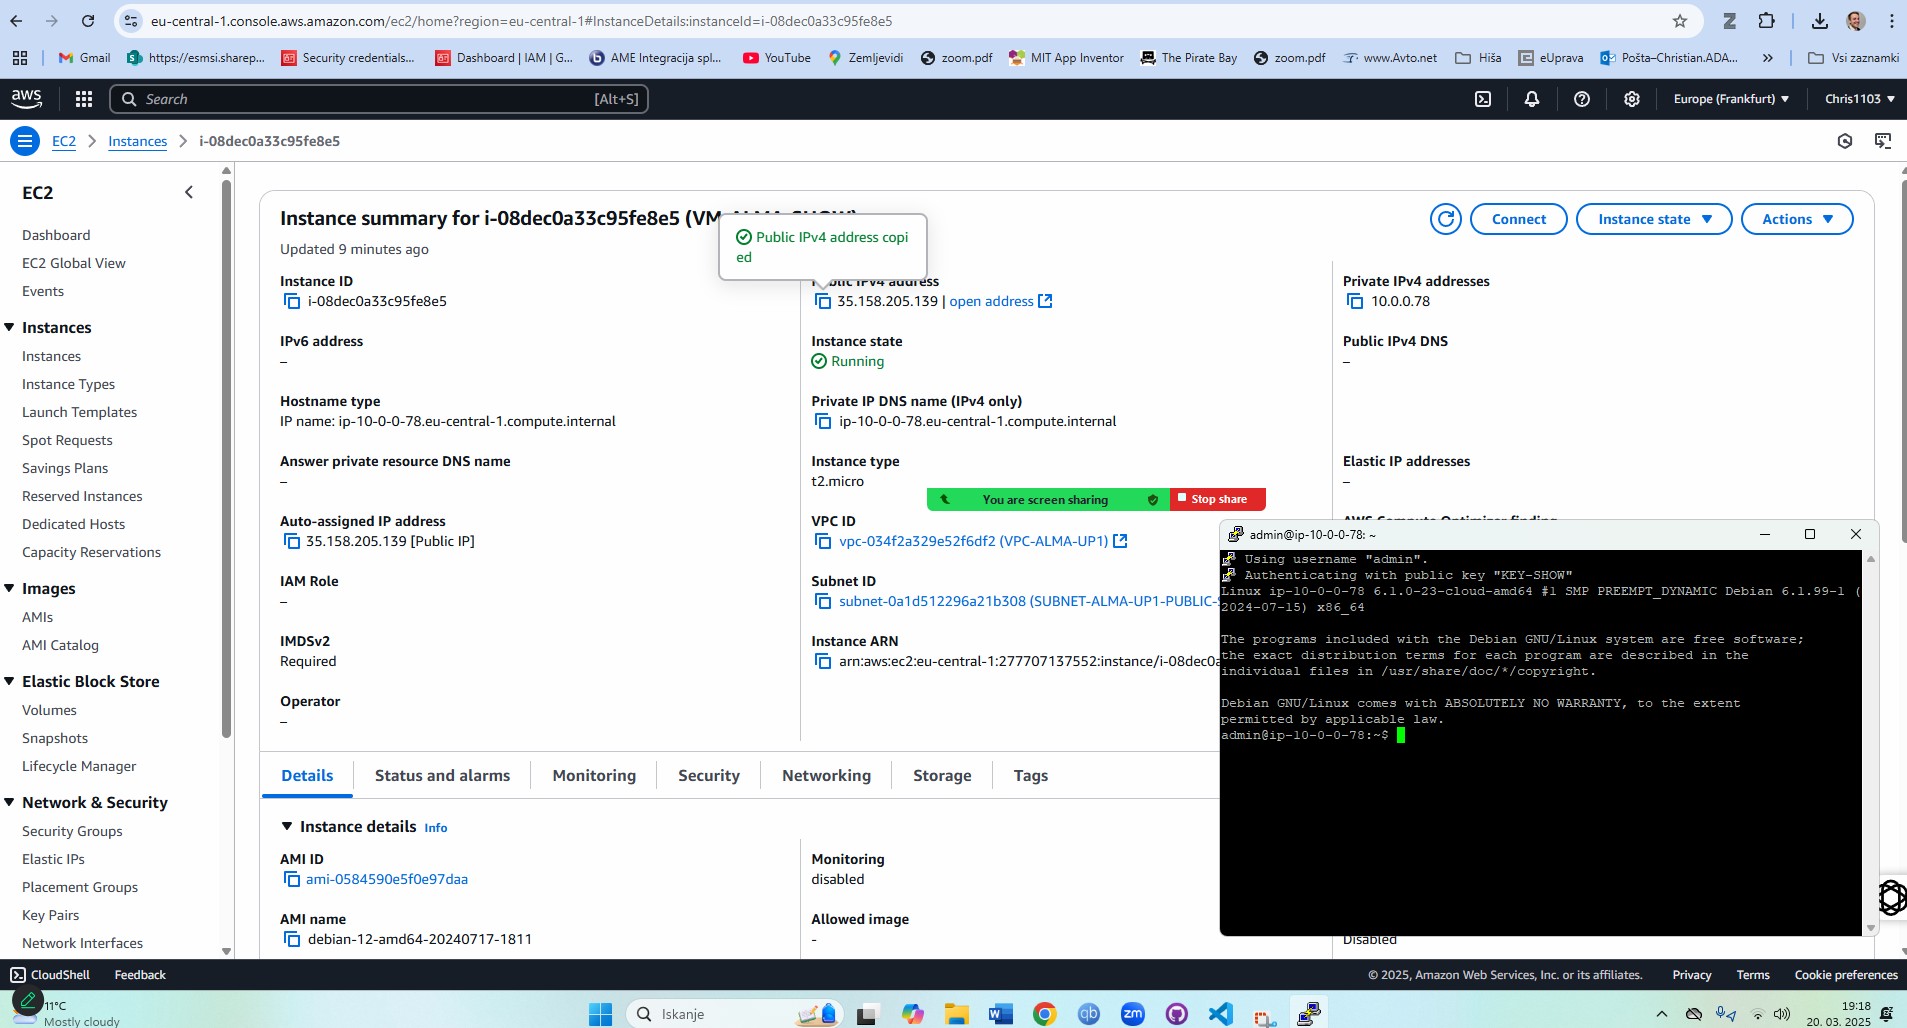 eu-central-1.console.aws.amazon.com/ec2/home?region=eu-central-1#InstanceDetails:instanceId=i-08dec0a33c95fe8e5
Gmail https://esmsi.sharep... Security credentials... Dashboard | IAM | G... AME Integracija spl... YouTube Zemljevidi zoom.pdf MIT App Inventor The Pirate Bay zoom.pdf www.Avto.net Hiša eUprava Pošta–Christian.ADA... » Vsi zaznamki
aws Search [Alt+S] Europe (Frankfurt) Chris1103
EC2 Instances i-08dec0a33c95fe8e5
EC2
Dashboard
EC2 Global View
Events
Instances
Instances
Instance Types
Launch Templates
Spot Requests
Savings Plans
Reserved Instances
Dedicated Hosts
Capacity Reservations
Images
AMIs
AMI Catalog
Elastic Block Store
Volumes
Snapshots
Lifecycle Manager
Network & Security
Security Groups
Elastic IPs
Placement Groups
Key Pairs
Network Interfaces
Instance summary for i-08dec0a33c95fe8e5
Connect Instance state Actions
Updated 9 minutes ago
Public IPv4 address copi
ed
Instance ID
i-08dec0a33c95fe8e5
address
35.158.205.139 | open address
Private IPv4 addresses
10.0.0.78
IPv6 address
–
Instance state
Running
Public IPv4 DNS
–
Hostname type
IP name: ip-10-0-0-78.eu-central-1.compute.internal
Private IP DNS name (IPv4 only)
ip-10-0-0-78.eu-central-1.compute.internal
Answer private resource DNS name
–
Instance type
t2.micro
Elastic IP addresses
–
You are screen sharing Stop share
Auto-assigned IP address
35.158.205.139 [Public IP]
VPC ID
vpc-034f2a329e52f6df2 (VPC-ALMA-UP1)
IAM Role
–
Subnet ID
subnet-0a1d512296a21b308 (SUBNET-ALMA-UP1-PUBLIC-
IMDSv2
Required
Instance ARN
arn:aws:ec2:eu-central-1:277707137552:instance/i-08dec0a
Operator
–
Details Status and alarms Monitoring Security Networking Storage Tags
Instance details Info
AMI ID
ami-0584590e5f0e97daa
Monitoring
disabled
AMI name
debian-12-amd64-20240717-1811
Allowed image
-
Disabled
admin@ip-10-0-0-78: ~
Using username "admin".
Authenticating with public key "KEY-SHOW"
Linux ip-10-0-0-78 6.1.0-23-cloud-amd64 #1 SMP PREEMPT_DYNAMIC Debian 6.1.99-1 (
2024-07-15) x86_64
The programs included with the Debian GNU/Linux system are free software;
the exact distribution terms for each program are described in the
individual files in /usr/share/doc/*/copyright.
Debian GNU/Linux comes with ABSOLUTELY NO WARRANTY, to the extent
permitted by applicable law.
admin@ip-10-0-0-78:~$
CloudShell Feedback © 2025, Amazon Web Services, Inc. or its affiliates. Privacy Terms Cookie preferences
11°C
Mostly cloudy
Iskanje
qb
zm
19:18
20. 03. 2025